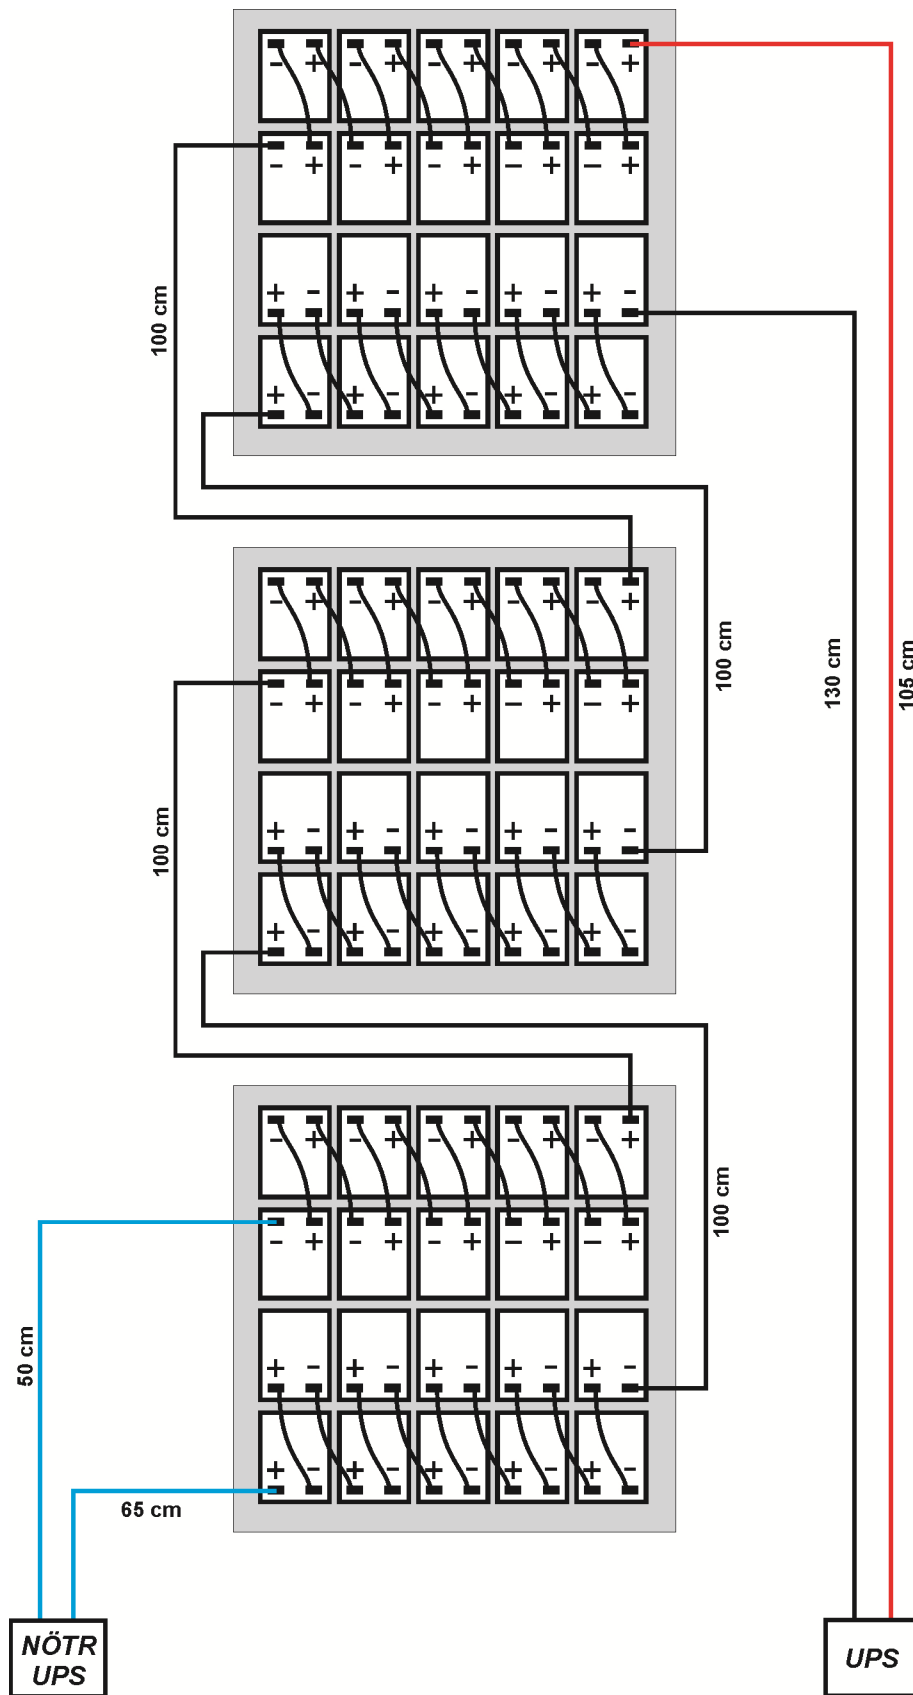 - + - + - + - + - +
- + - + - + - + - +
+ - + - + - + - + -
100 cm
+ - + - + - + - + -
- + - + - + - + - +
100 cm
130 cm
105 cm
- + - + - + - + - +
+ - + - + - + - + -
100 cm
+ - + - + - + - + -
- + - + - + - + - +
100 cm
- + - + - + - + - +
+ - + - + - + - + -
50 cm
+ - + - + - + - + -
65 cm
NÖTR
UPS
UPS